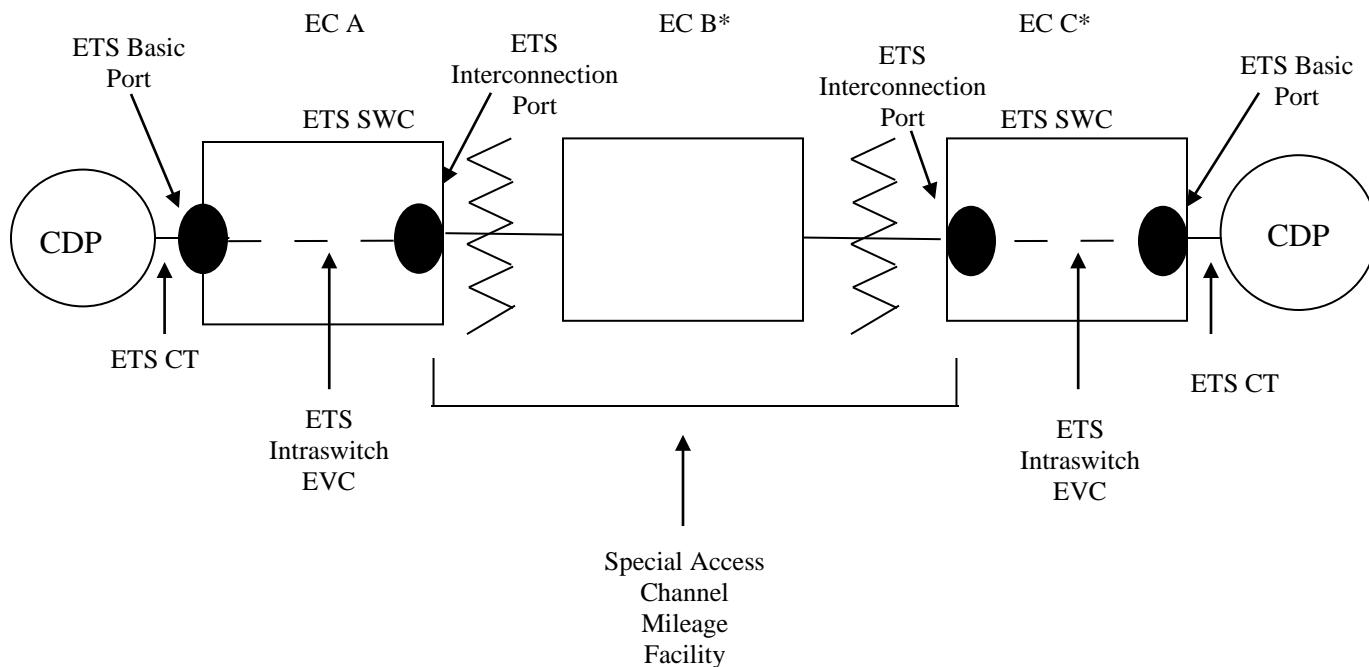 EC A
EC B*
EC C*
ETS Basic
Port
ETS
Interconnection
Port
ETS
Interconnection
Port
ETS Basic
Port
ETS SWC
ETS SWC
CDP
CDP
ETS CT
ETS CT
ETS
Intraswitch
EVC
ETS
Intraswitch
EVC
Special Access
Channel
Mileage
Facility